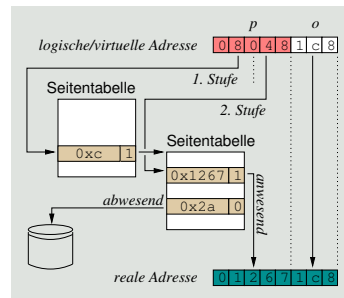 p o
logische/virtuelle Adresse 0 8 0 4 8 1 c 8
1. Stufe
Seitentabelle
2. Stufe
Seitentabelle
0xc 1
0x1267 1
abwesend
0x2a 0
anwesend
reale Adresse 0 1 2 6 7 1 c 8